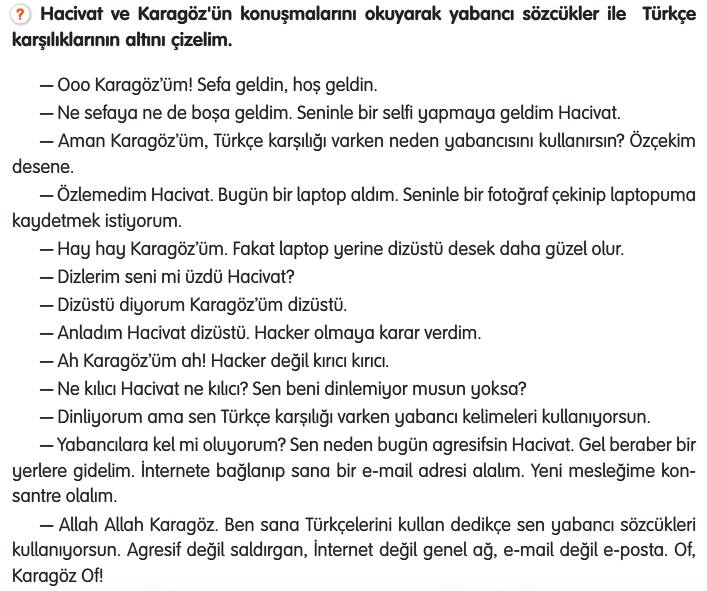 ? Hacivat ve Karagöz'ün konuşmalarını okuyarak yabancı sözcükler ile Türkçe
karşılıklarının altını çizelim.
— Ooo Karagöz'üm! Sefa geldin, hoş geldin.
— Ne sefaya ne de boşa geldim. Seninle bir selfi yapmaya geldim Hacivat.
— Aman Karagöz'üm, Türkçe karşılığı varken neden yabancısını kullanırsın? Özçekim
desene.
— Özlemedim Hacivat. Bugün bir laptop aldım. Seninle bir fotoğraf çekinip laptopuma
kaydetmek istiyorum.
— Hay hay Karagöz'üm. Fakat laptop yerine dizüstü desek daha güzel olur.
— Dizlerim seni mi üzdü Hacivat?
— Dizüstü diyorum Karagöz'üm dizüstü.
— Anladım Hacivat dizüstü. Hacker olmaya karar verdim.
— Ah Karagöz'üm ah! Hacker değil kırıcı kırıcı.
— Ne kılıcı Hacivat ne kılıcı? Sen beni dinlemiyor musun yoksa?
— Dinliyorum ama sen Türkçe karşılığı varken yabancı kelimeleri kullanıyorsun.
— Yabancılara kel mi oluyorum? Sen neden bugün agresifsin Hacivat. Gel beraber bir
yerlere gidelim. İnternete bağlanıp sana bir e-mail adresi alalım. Yeni mesleğime kon-
santre olalım.
— Allah Allah Karagöz. Ben sana Türkçelerini kullan dedikçe sen yabancı sözcükleri
kullanıyorsun. Agresif değil saldırgan, İnternet değil genel ağ, e-mail değil e-posta. Of,
Karagöz Of!